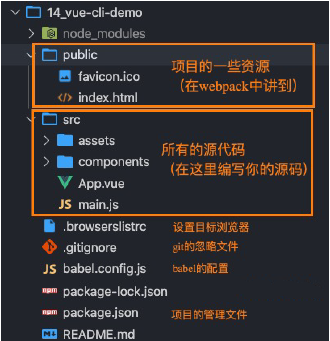 14_vue-cli-demo
node_modules
public
favicon.ico
index.html
项目的一些资源
（在webpack中讲到）
src
assets
components
App.vue
JS main.js
所有的源代码
（在这里编写你的源码）
.browserslistrc 设置目标浏览器
.gitignore git的忽略文件
JS babel.config.js babel的配置
npm package-lock.json
npm package.json 项目的管理文件
README.md